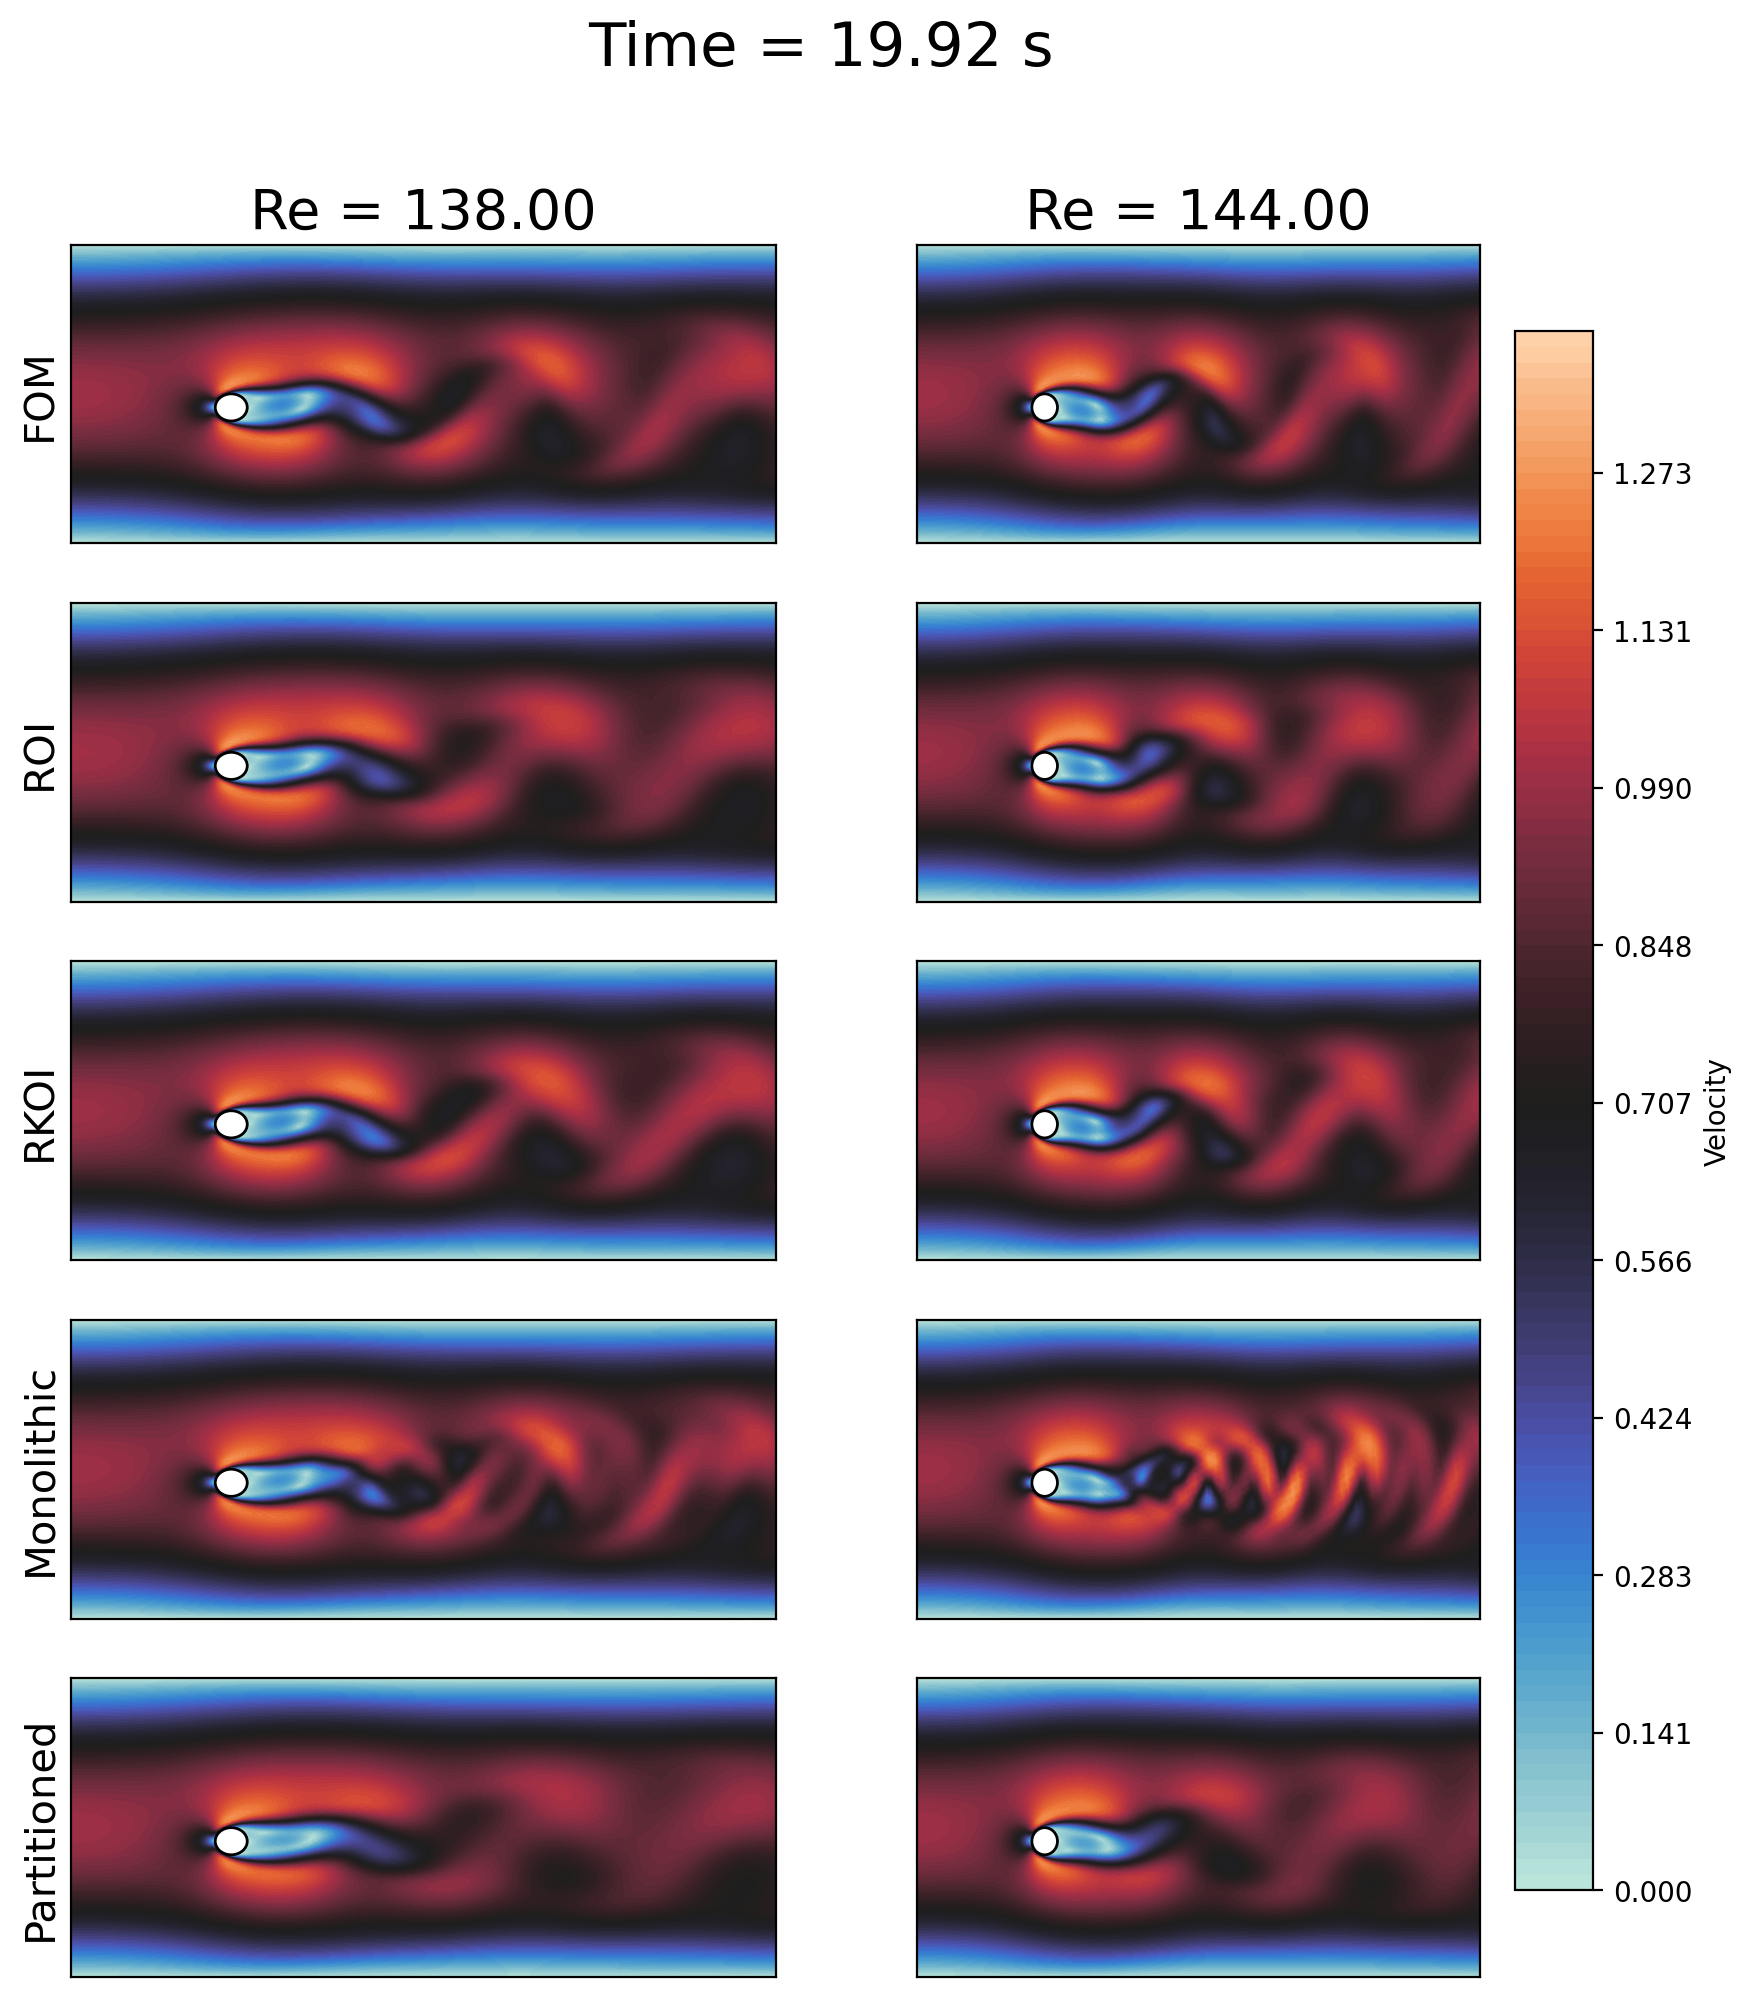 Time = 19.92 s
Re = 138.00
Re = 144.00
FOM
ROI
RKOI
Monolithic
Partitioned
1.273
1.131
0.990
0.848
0.707
0.566
0.424
0.283
0.141
0.000
Velocity